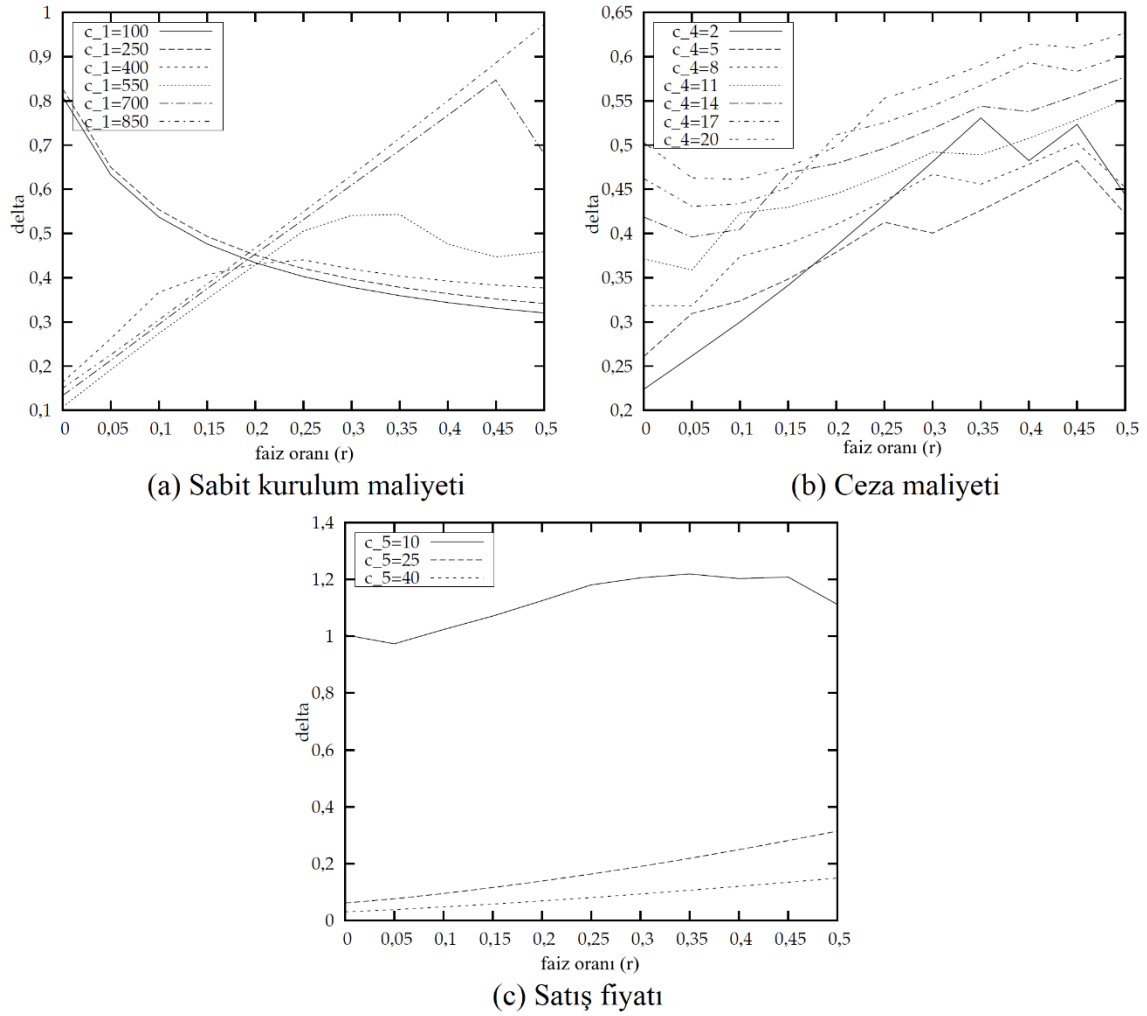 c_1=100
c_1=250
c_1=400
c_1=550
c_1=700
c_1=850
1
0,9
0,8
0,7
0,6
0,5
0,4
0,3
0,2
0,1
delta
0 0,05 0,1 0,15 0,2 0,25 0,3 0,35 0,4 0,45 0,5
faiz oranı (r)
(a) Sabit kurulum maliyeti
c_4=2
c_4=5
c_4=8
c_4=11
c_4=14
c_4=17
c_4=20
0,65
0,6
0,55
0,5
0,45
0,4
0,35
0,3
0,25
0,2
delta
0 0,05 0,1 0,15 0,2 0,25 0,3 0,35 0,4 0,45 0,5
faiz oranı (r)
(b) Ceza maliyeti
c_5=10
c_5=25
c_5=40
1,4
1,2
1
0,8
0,6
0,4
0,2
0
delta
0 0,05 0,1 0,15 0,2 0,25 0,3 0,35 0,4 0,45 0,5
faiz oranı (r)
(c) Satış fiyatı